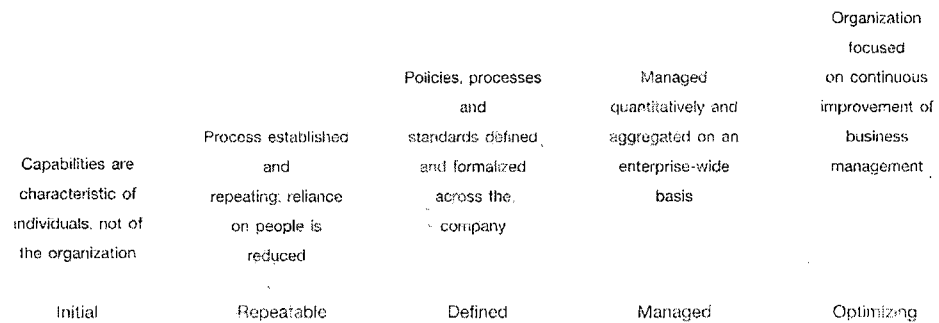 Capabilities are
characteristic of
individuals, not of
the organization
Initial
Process established
and
repeating; reliance
on people is
reduced
Repeatable
Policies, processes
and
standards defined
and formalized
across the
company
Defined
Managed
quantitatively and
aggregated on an
enterprise-wide
basis
Managed
Organization
focused
on continuous
improvement of
business
management
Optimizing